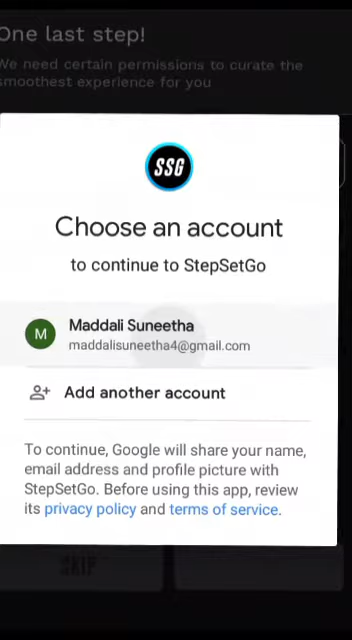 One last step!
We need certain permissions to curate the
smoothest experience for you
SSG
Choose an account
to continue to StepSetGo
M
Maddali Suneetha
maddalisuneetha4@gmail.com
Add another account
To continue, Google will share your name,
email address and profile picture with
StepSetGo. Before using this app, review
its privacy policy and terms of service.
SKIP